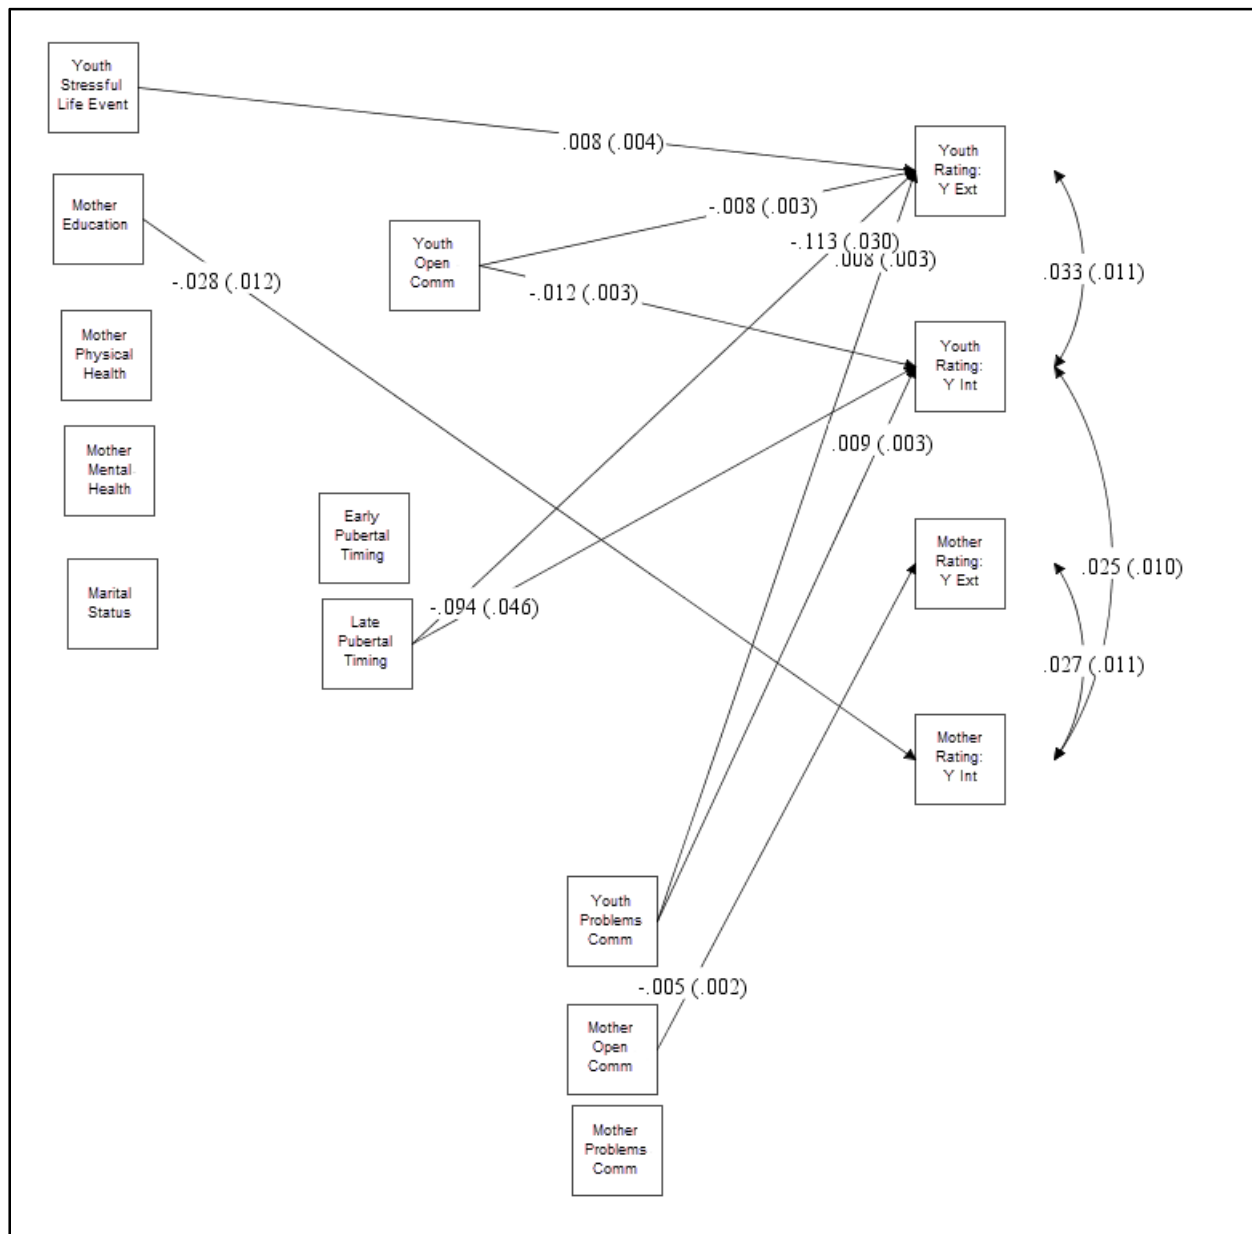 Youth
Stressful
Life Event
.008 (.004)
Youth
Rating:
Y Ext
Mother
Education
-.008 (.003)
Youth
Open
Comm
-.113 (.030)
.008 (.003)
-.028 (.012)
.033 (.011)
-.012 (.003)
Mother
Physical
Health
Youth
Rating:
Y Int
Mother
Mental
Health
.009 (.003)
Early
Pubertal
Timing
Mother
Rating:
Y Ext
.025 (.010)
Marital
Status
-.094 (.046)
Late
Pubertal
Timing
.027 (.011)
Mother
Rating:
Y Int
Youth
Problems
Comm
-.005 (.002)
Mother
Open
Comm
Mother
Problems
Comm